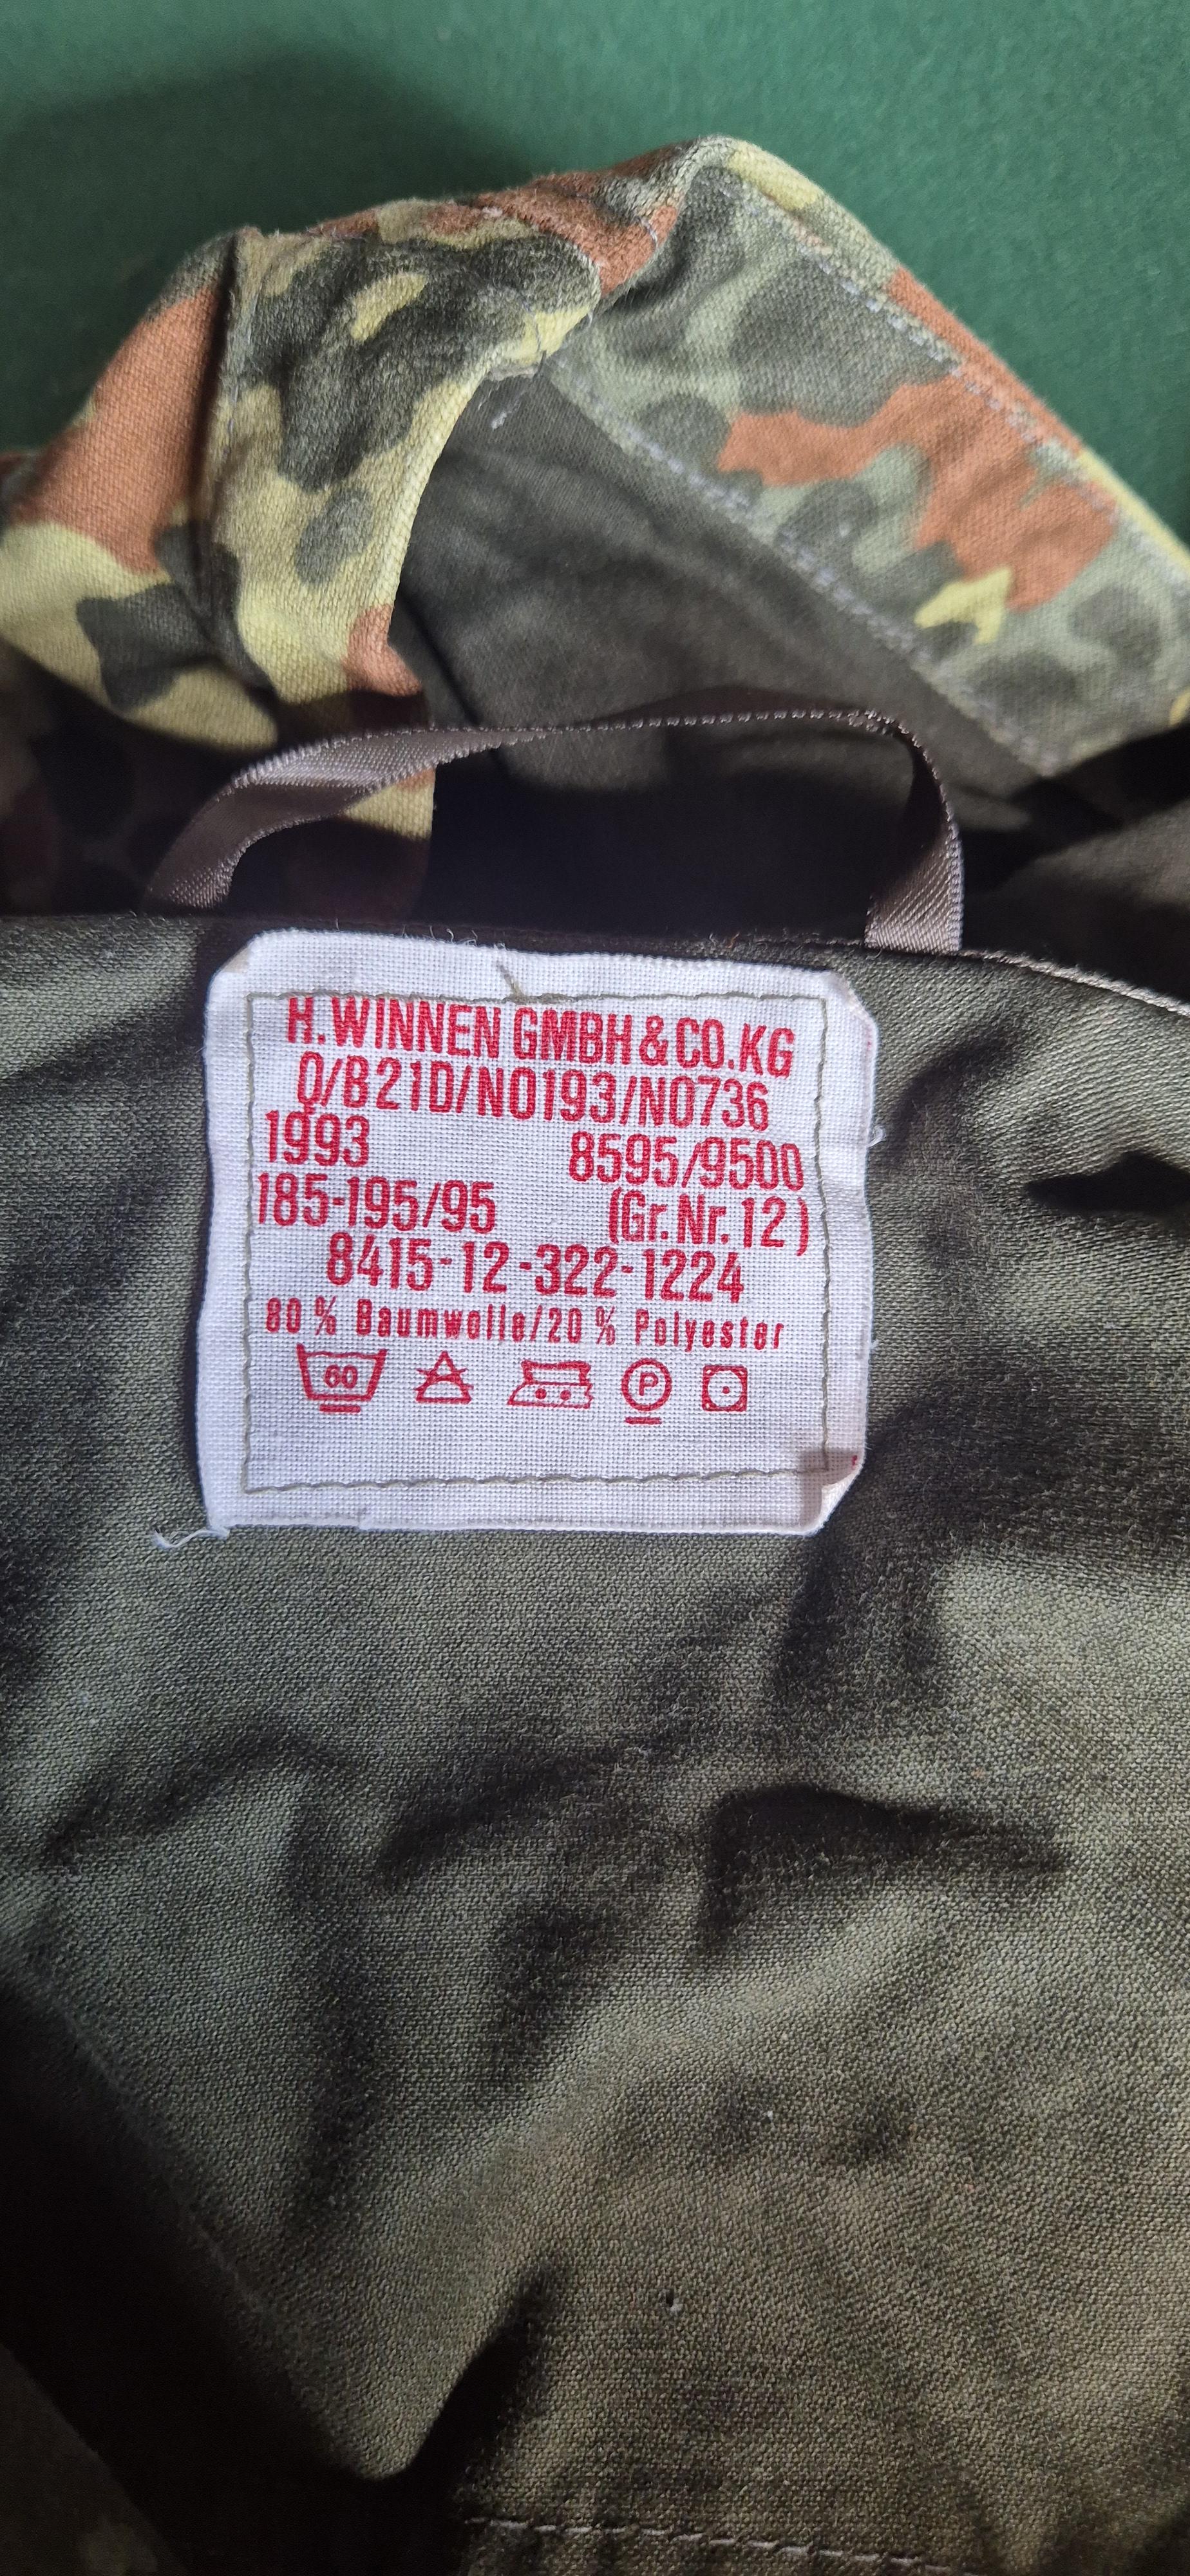 H.WINNEN GMBH & CO.KG
Q/B21D/N0193/N0736
1993 8595/9500
185-195/95 (Gr.Nr.12)
8415-12-322-1224
80 % Baumwolle/20 % Polyester
60 P